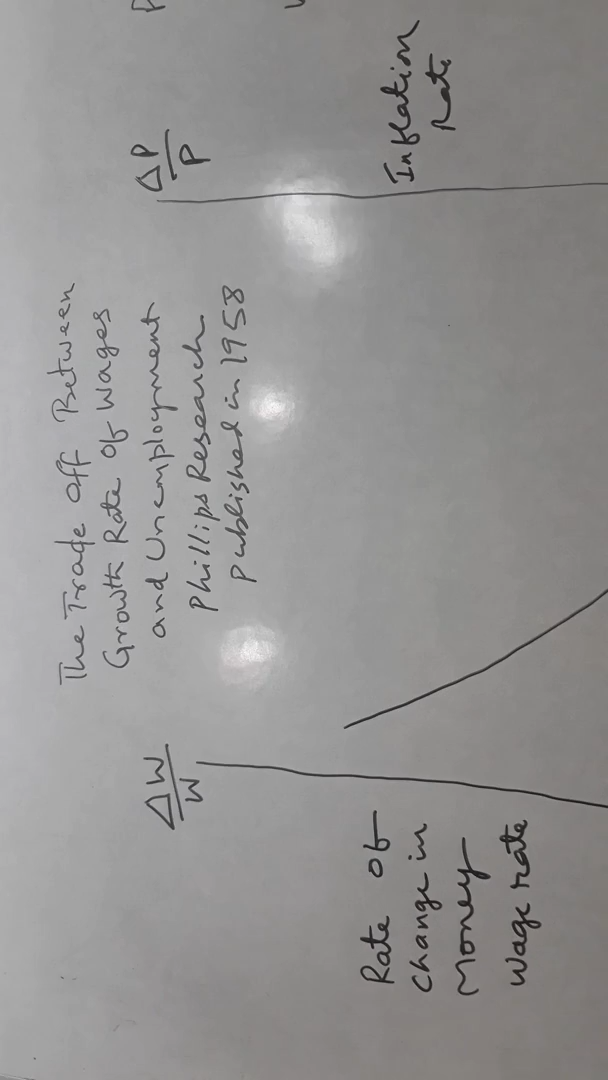 The Trade Off Between
Growth Rate Of Wages
and Unemployment
Phillips Research
Published in 1958
ΔW
W
Rate Of
Change in
Money
Wage rate
ΔP
P
Inflation
Rate